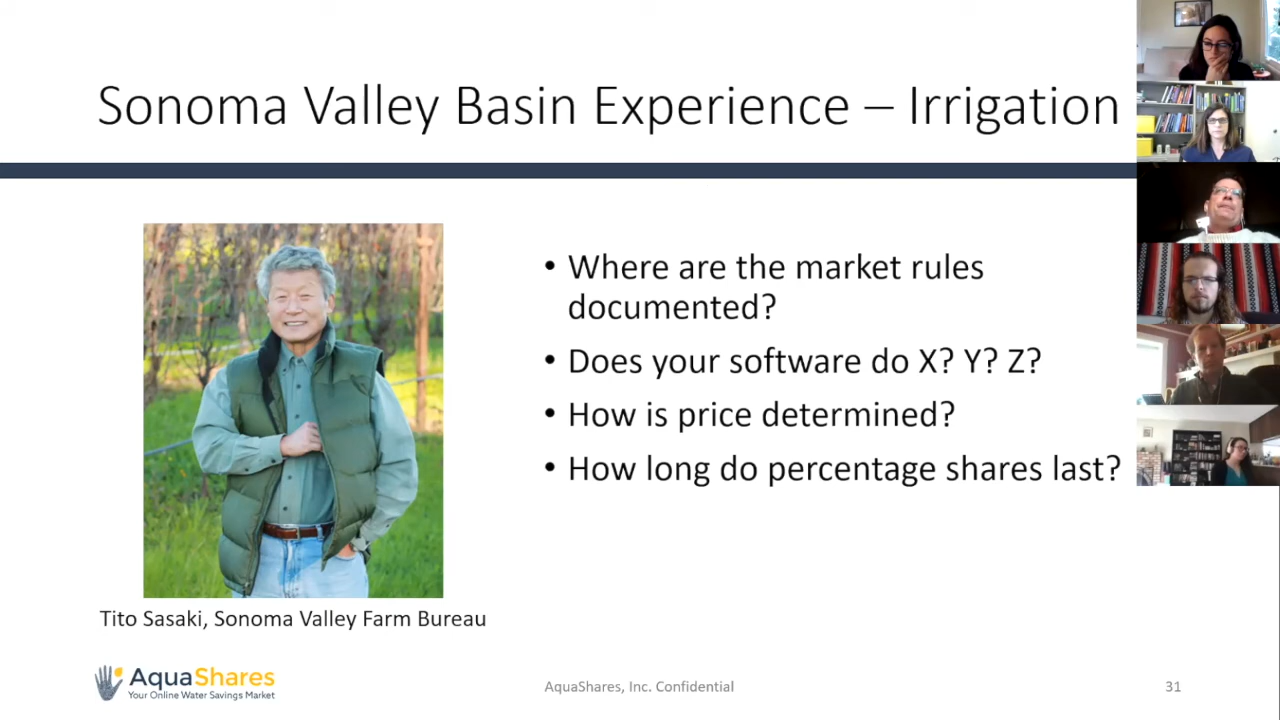 Sonoma Valley Basin Experience – Irrigation
• Where are the market rules
documented?
• Does your software do X? Y? Z?
• How is price determined?
• How long do percentage shares last?
Tito Sasaki, Sonoma Valley Farm Bureau
AquaShares
Your Online Water Savings Market
AquaShares, Inc. Confidential
31